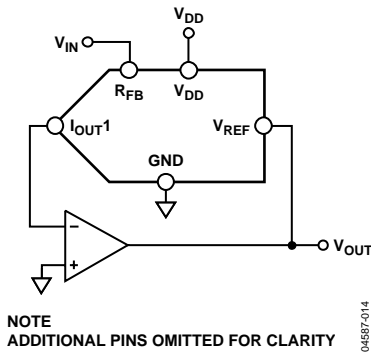 VDD
VIN
RFB
VDD
IOUT1
VREF
GND
−
+
VOUT
NOTE
ADDITIONAL PINS OMITTED FOR CLARITY
04587-014